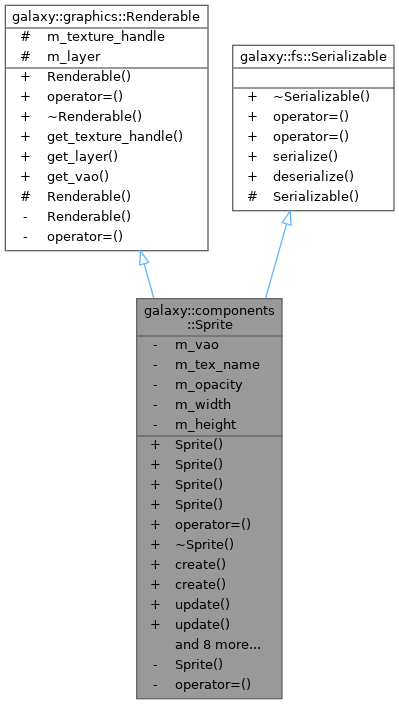 galaxy::graphics::Renderable
# m_texture_handle
# m_layer
+ Renderable()
+ operator=()
+ ~Renderable()
+ get_texture_handle()
+ get_layer()
+ get_vao()
# Renderable()
- Renderable()
- operator=()
galaxy::fs::Serializable
+ ~Serializable()
+ operator=()
+ operator=()
+ serialize()
+ deserialize()
# Serializable()
galaxy::components
::Sprite
- m_vao
- m_tex_name
- m_opacity
- m_width
- m_height
+ Sprite()
+ Sprite()
+ Sprite()
+ Sprite()
+ operator=()
+ ~Sprite()
+ create()
+ create()
+ update()
+ update()
and 8 more...
- Sprite()
- operator=()